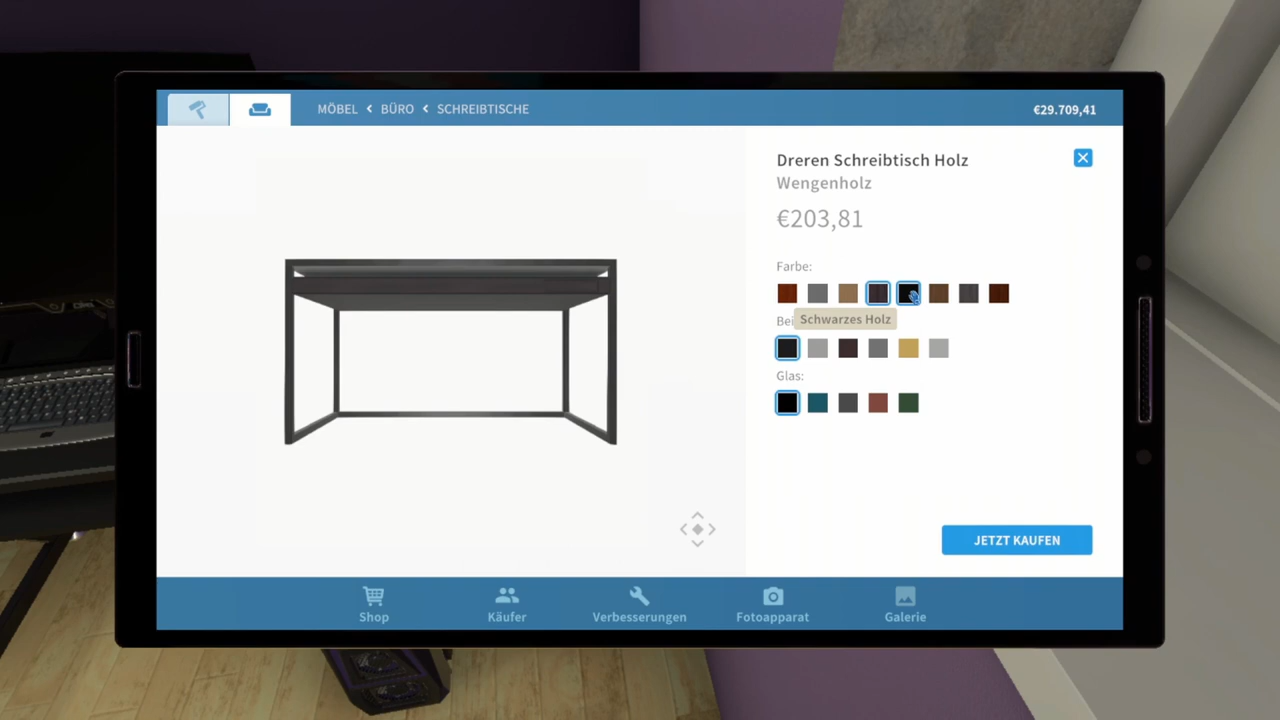 MÖBEL < BÜRO < SCHREIBTISCHE
€29.709,41
Dreren Schreibtisch Holz
Wengenholz
€203,81
Farbe:
Schwarzes Holz
Glas:
JETZT KAUFEN
Shop
Käufer
Verbesserungen
Fotoapparat
Galerie